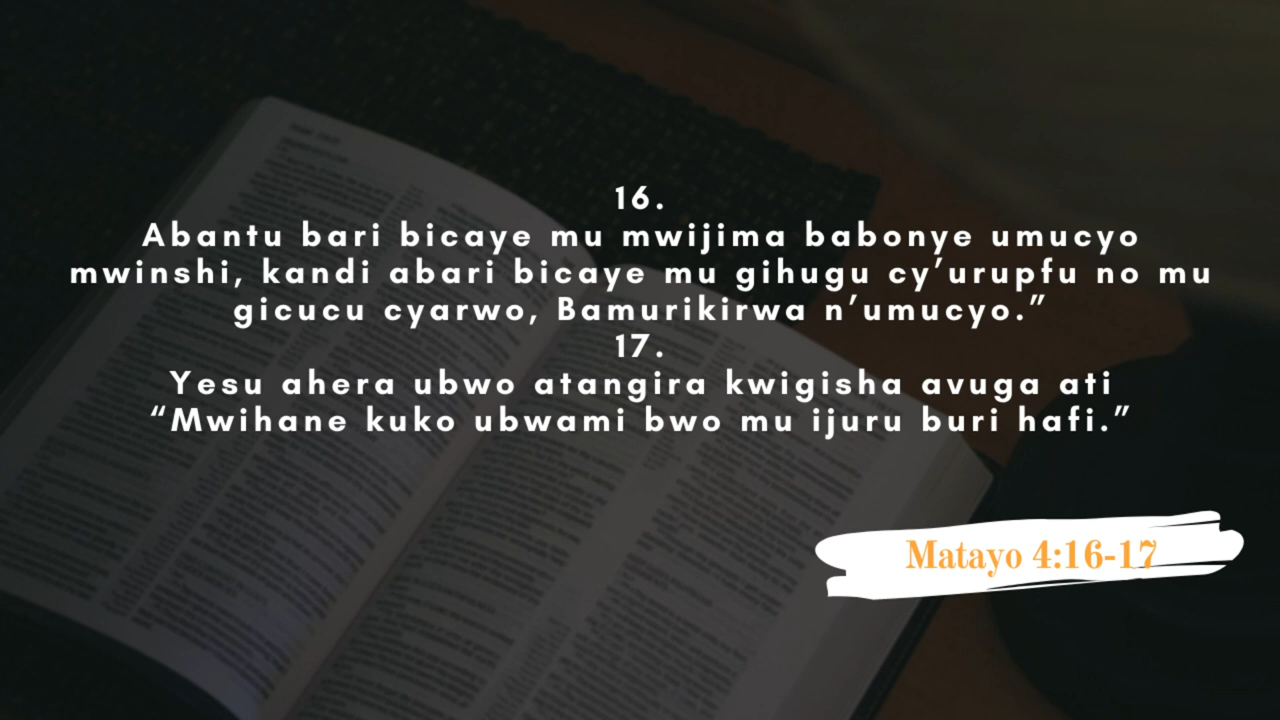 16.
Abantu bari bicaye mu mwijima babonye umucyo
mwinshi, kandi abari bicaye mu gihugu cy’urupfu no mu
gicucu cyarwo, Bamurikirwa n’umucyo.”
17.
Yesu ahera ubwo atangira kwigisha avuga ati
“Mwihane kuko ubwami bwo mu ijuru buri hafi.”
Matayo 4:16-17